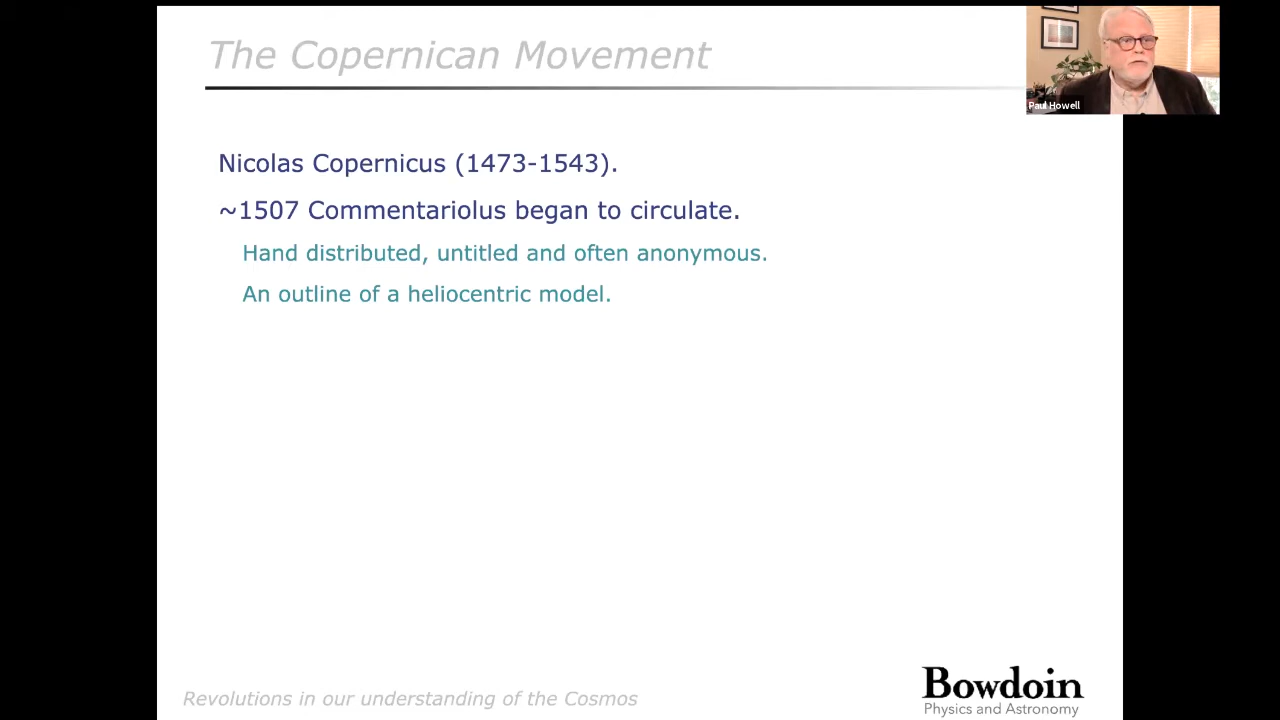 The Copernican Movement
Paul Howell
Nicolas Copernicus (1473-1543).
~1507 Commentariolus began to circulate.
Hand distributed, untitled and often anonymous.
An outline of a heliocentric model.
Revolutions in our understanding of the Cosmos
Bowdoin
Physics and Astronomy